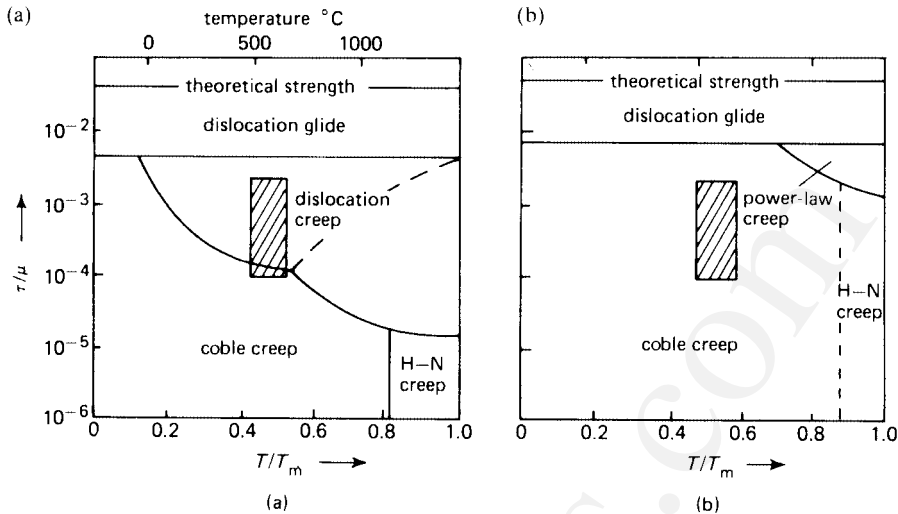 (a)
temperature °C
0 500 1000
theoretical strength
dislocation glide
10⁻²
dislocation
creep
10⁻³
τ/μ
10⁻⁴
coble creep
H–N
creep
10⁻⁵
10⁻⁶
0 0.2 0.4 0.6 0.8 1.0
T/Tm
(a)
(b)
theoretical strength
dislocation glide
power-law
creep
H–N
creep
coble creep
0 0.2 0.4 0.6 0.8 1.0
T/Tm
(b)